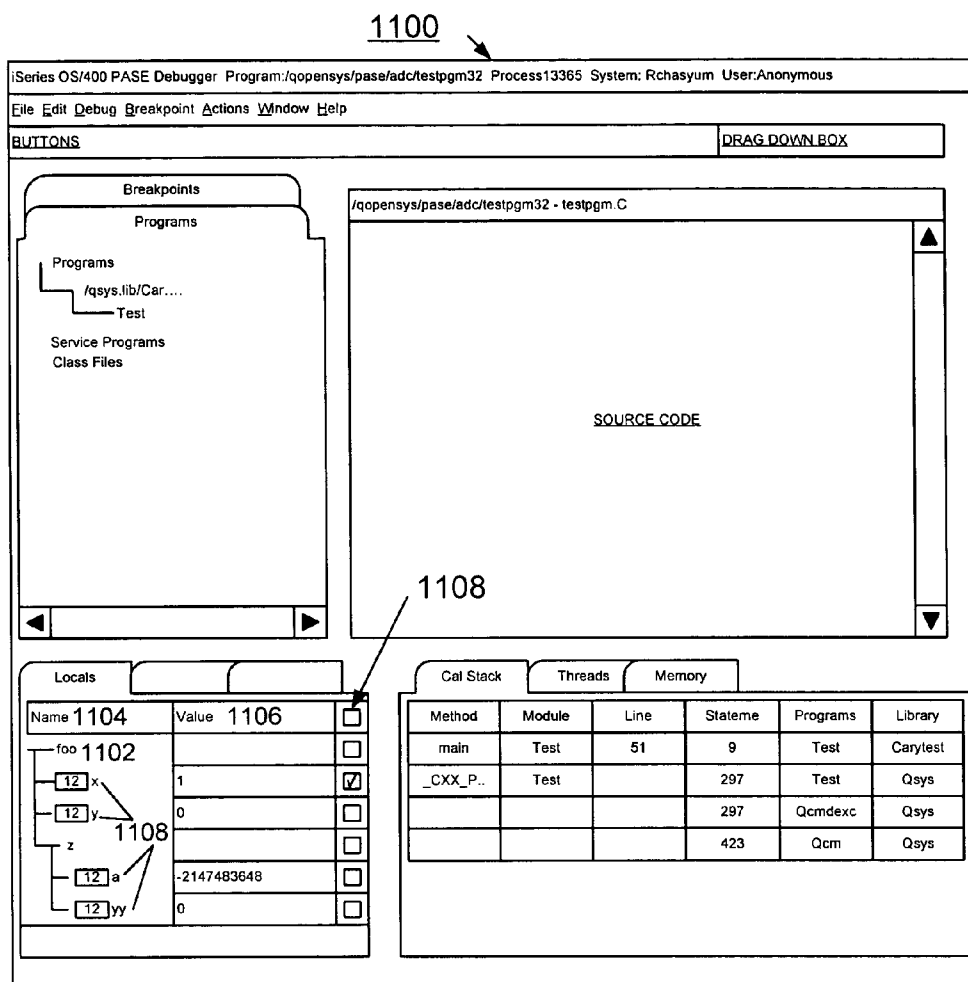 1100
iSeries OS/400 PASE Debugger Program:/qopensys/pase/adc/testpgm32 Process13365 System: Rchasyum User:Anonymous
File Edit Debug Breakpoint Actions Window Help
BUTTONS DRAG DOWN BOX
Breakpoints
Programs
Programs
/qsys.lib/Car....
Test
Service Programs
Class Files
/qopensys/pase/adc/testpgm32 - testpgm.C
SOURCE CODE
1108
Locals
Name 1104 Value 1106
foo 1102
12 x 1
12 y 0
1108
z
12 a -2147483648
12 yy 0
Cal Stack Threads Memory
Method Module Line Stateme Programs Library
main Test 51 9 Test Carytest
_CXX_P.. Test 297 Test Qsys
297 Qcmdexc Qsys
423 Qcm Qsys